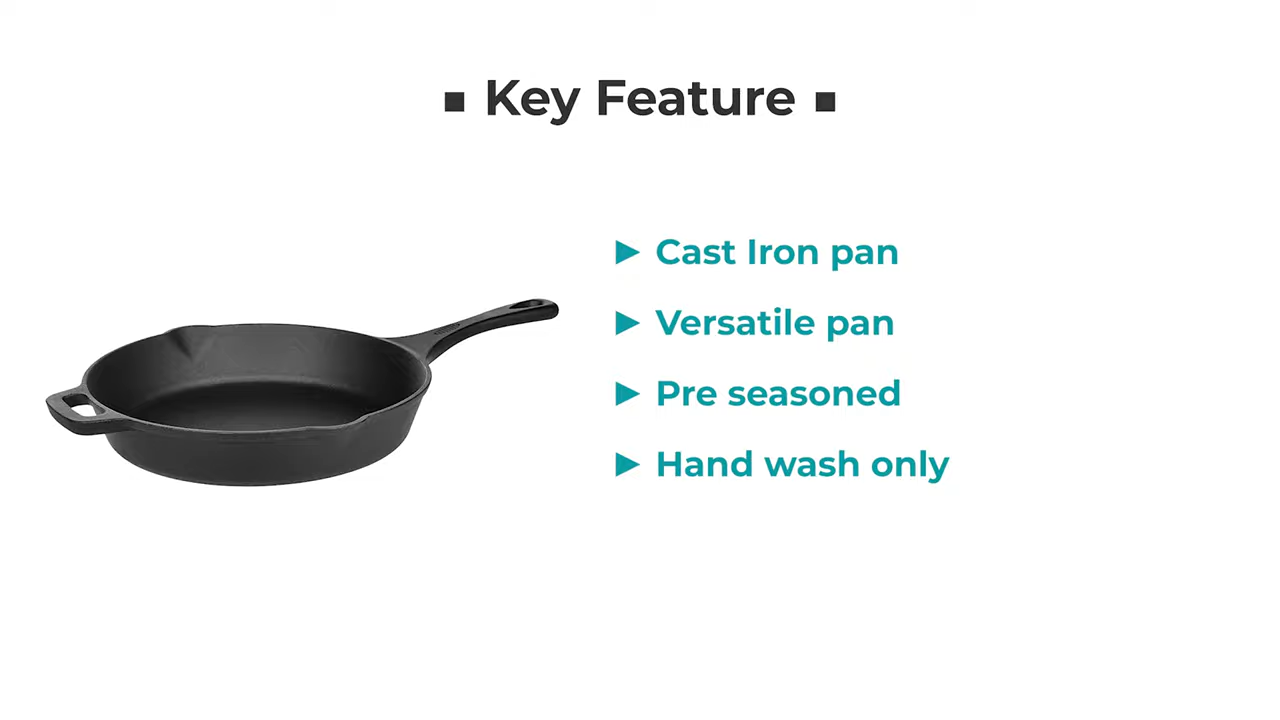 Key Feature
Cast Iron pan
Versatile pan
Pre seasoned
Hand wash only